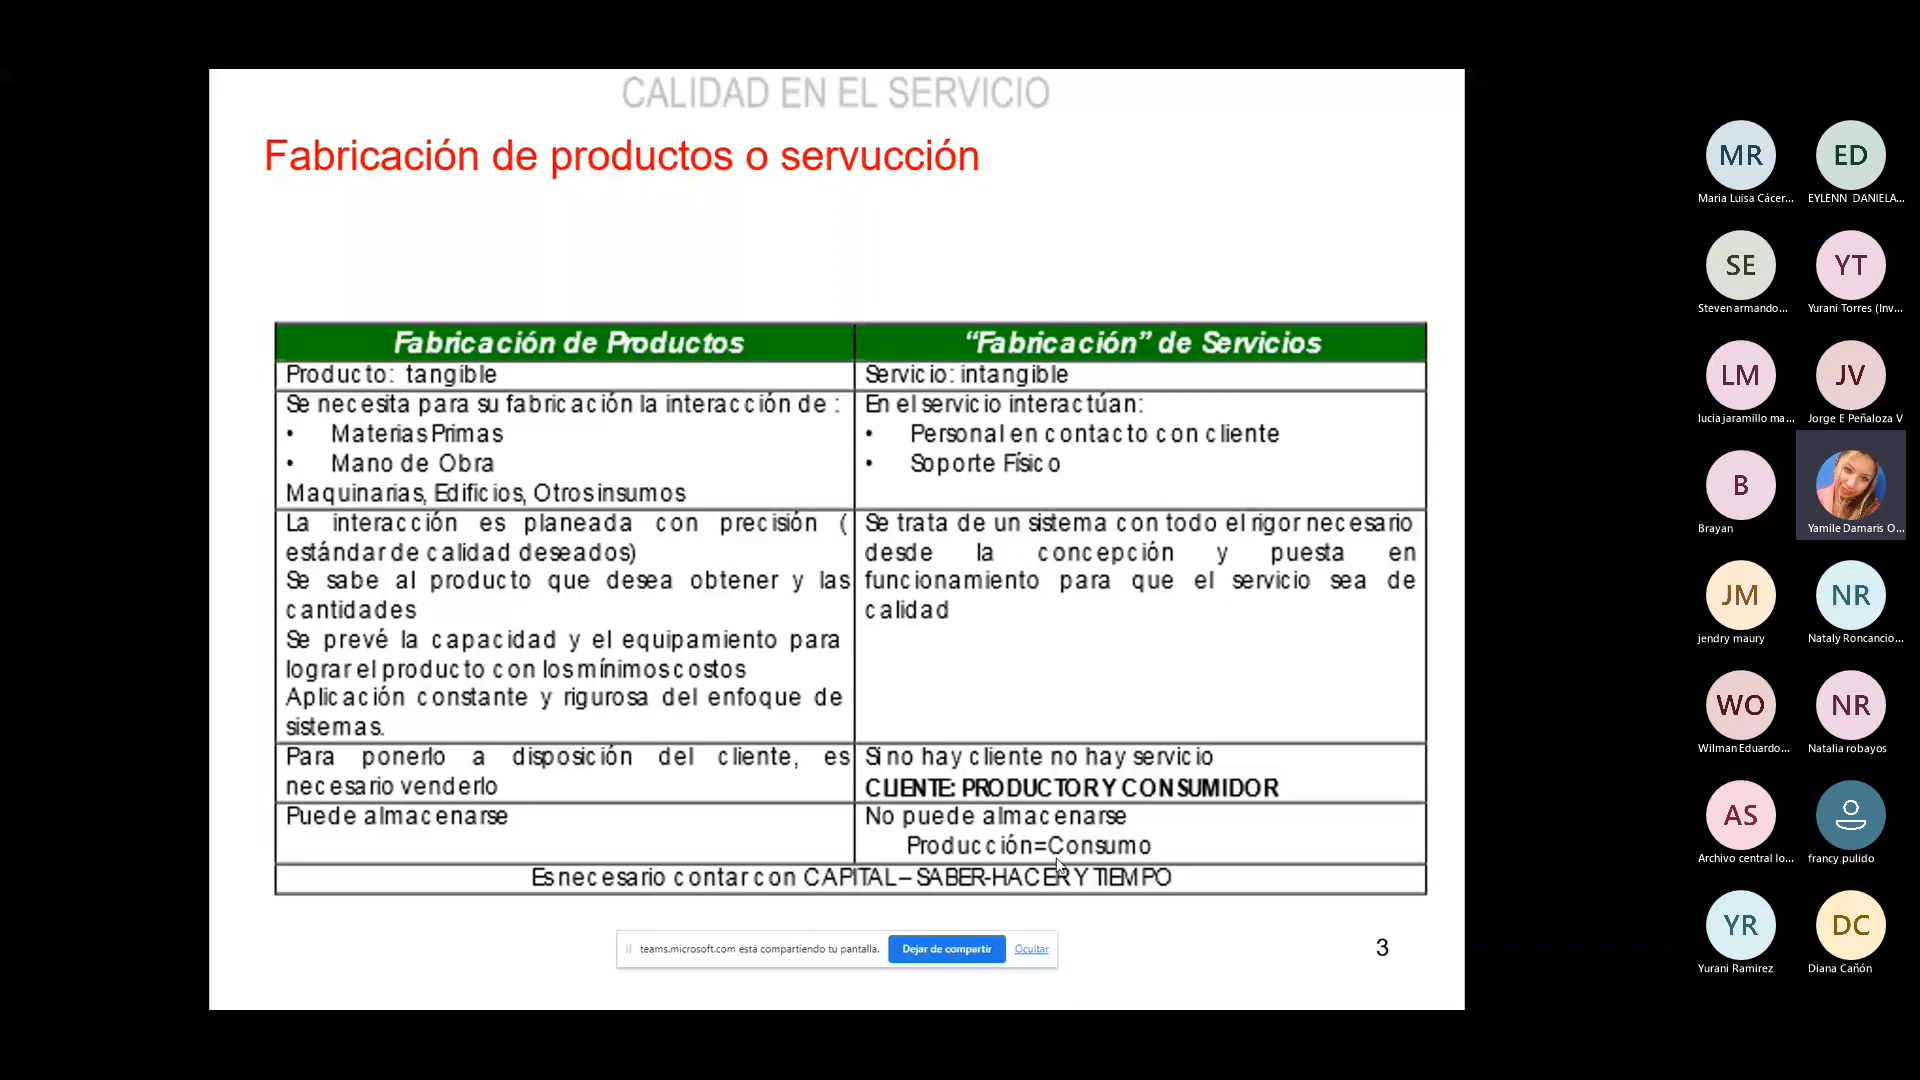 CALIDAD EN EL SERVICIO
Fabricación de productos o servucción
Fabricación de Productos
“Fabricación” de Servicios
Producto: tangible
Servicio: intangible
Se necesita para su fabricación la interacción de :
• Materias Primas
• Mano de Obra
Maquinarias, Edificios, Otros insumos
En el servicio interactúan:
• Personal en contacto con cliente
• Soporte Físico
La interacción es planeada con precisión (
estándar de calidad deseados)
Se sabe al producto que desea obtener y las
cantidades
Se prevé la capacidad y el equipamiento para
lograr el producto con los mínimos costos
Aplicación constante y rigurosa del enfoque de
sistemas.
Se trata de un sistema con todo el rigor necesario
desde la concepción y puesta en
funcionamiento para que el servicio sea de
calidad
Para ponerlo a disposición del cliente, es
necesario venderlo
Si no hay cliente no hay servicio
CLIENTE: PRODUCTOR Y CONSUMIDOR
Puede almacenarse
No puede almacenarse
Producción=Consumo
Es necesario contar con CAPITAL – SABER-HACER Y TIEMPO
teams.microsoft.com está compartiendo tu pantalla.
Dejar de compartir
Ocultar
3
MR
Maria Luisa Cácer...
ED
EYLENN DANIELA...
SE
Steven armando...
YT
Yurani Torres (Inv...
LM
lucia jaramillo ma...
JV
Jorge E Peñaloza V
B
Brayan
Yamile Damaris O...
JM
jendry maury
NR
Nataly Roncancio...
WO
Wilman Eduardo...
NR
Natalia robayos
AS
Archivo central lo...
francy pulido
YR
Yurani Ramirez
DC
Diana Cañón